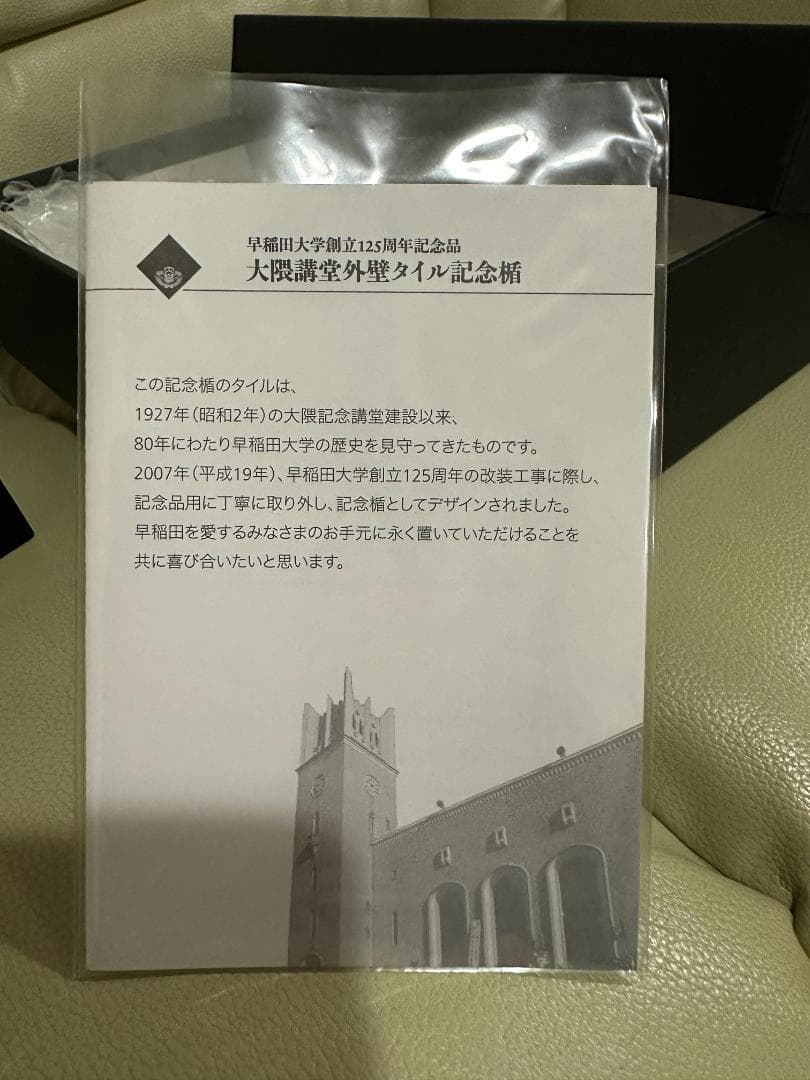 早稲田大学創立125周年記念品
大隈講堂外壁タイル記念楯
この記念楯のタイルは、
1927年(昭和2年)の大隈記念講堂建設以来、
80年にわたり早稲田大学の歴史を見守ってきたものです。
2007年(平成19年)、早稲田大学創立125周年の改装工事に際し、
記念品用に丁寧に取り外し、記念楯としてデザインされました。
早稲田を愛するみなさまのお手元に永く置いていただけることを
共に喜び合いたいと思います。